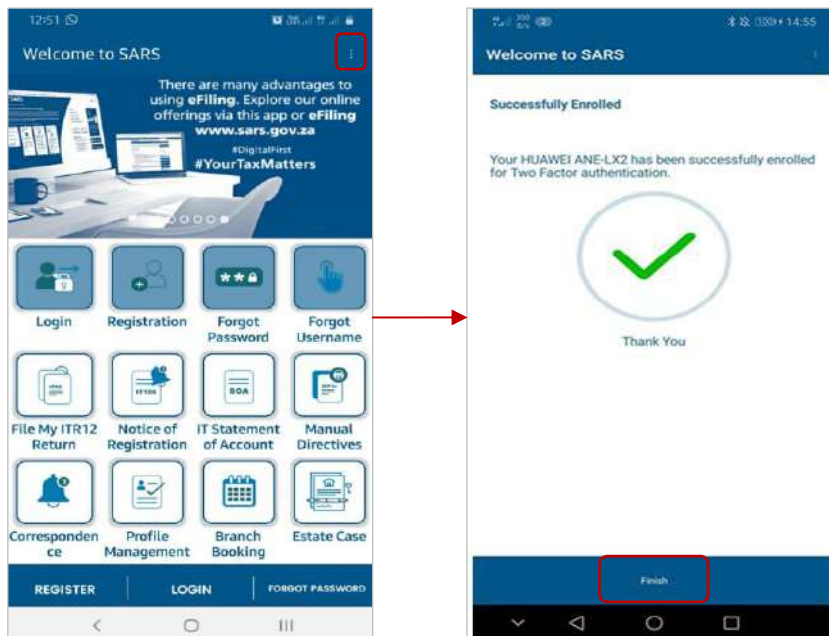 12:51
Welcome to SARS
There are many advantages to
using eFiling. Explore our online
offerings via this app or eFiling
www.sars.gov.za
#DigitalFirst
#YourTaxMatters
Login
Registration
Forgot
Password
Forgot
Username
File My ITR12
Return
Notice of
Registration
SOA
IT Statement
of Account
Manual
Directives
Corresponden
ce
Profile
Management
Branch
Booking
Estate Case
REGISTER
LOGIN
FORGOT PASSWORD
14:55
Welcome to SARS
Successfully Enrolled
Your HUAWEI ANE-LX2 has been successfully enrolled
for Two Factor authentication.
Thank You
Finish